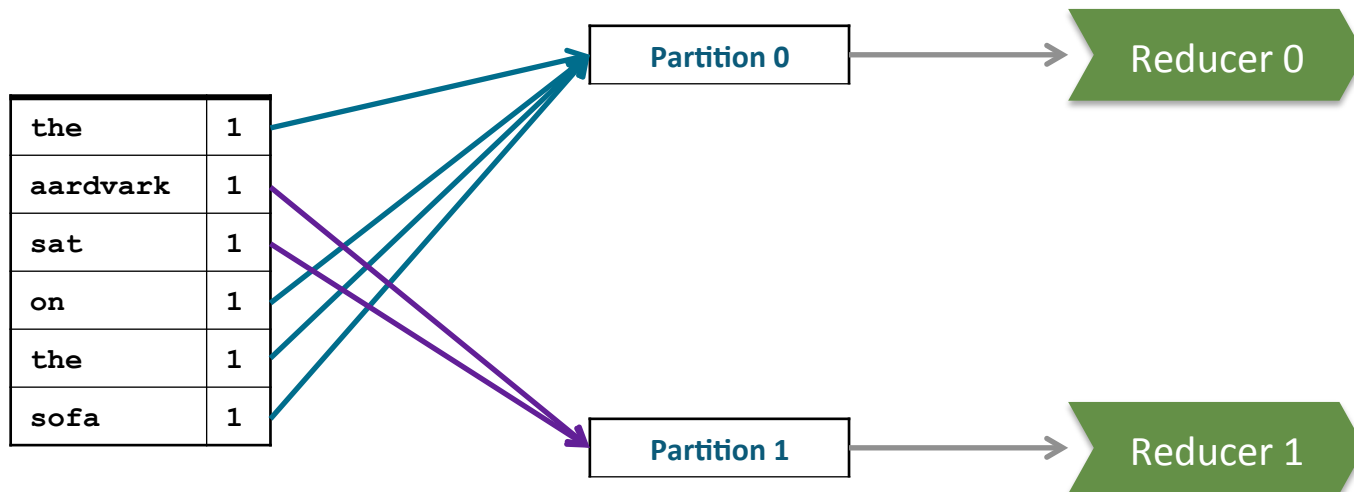 Partition 0
Reducer 0
the 1
aardvark 1
sat 1
on 1
the 1
sofa 1
Partition 1
Reducer 1